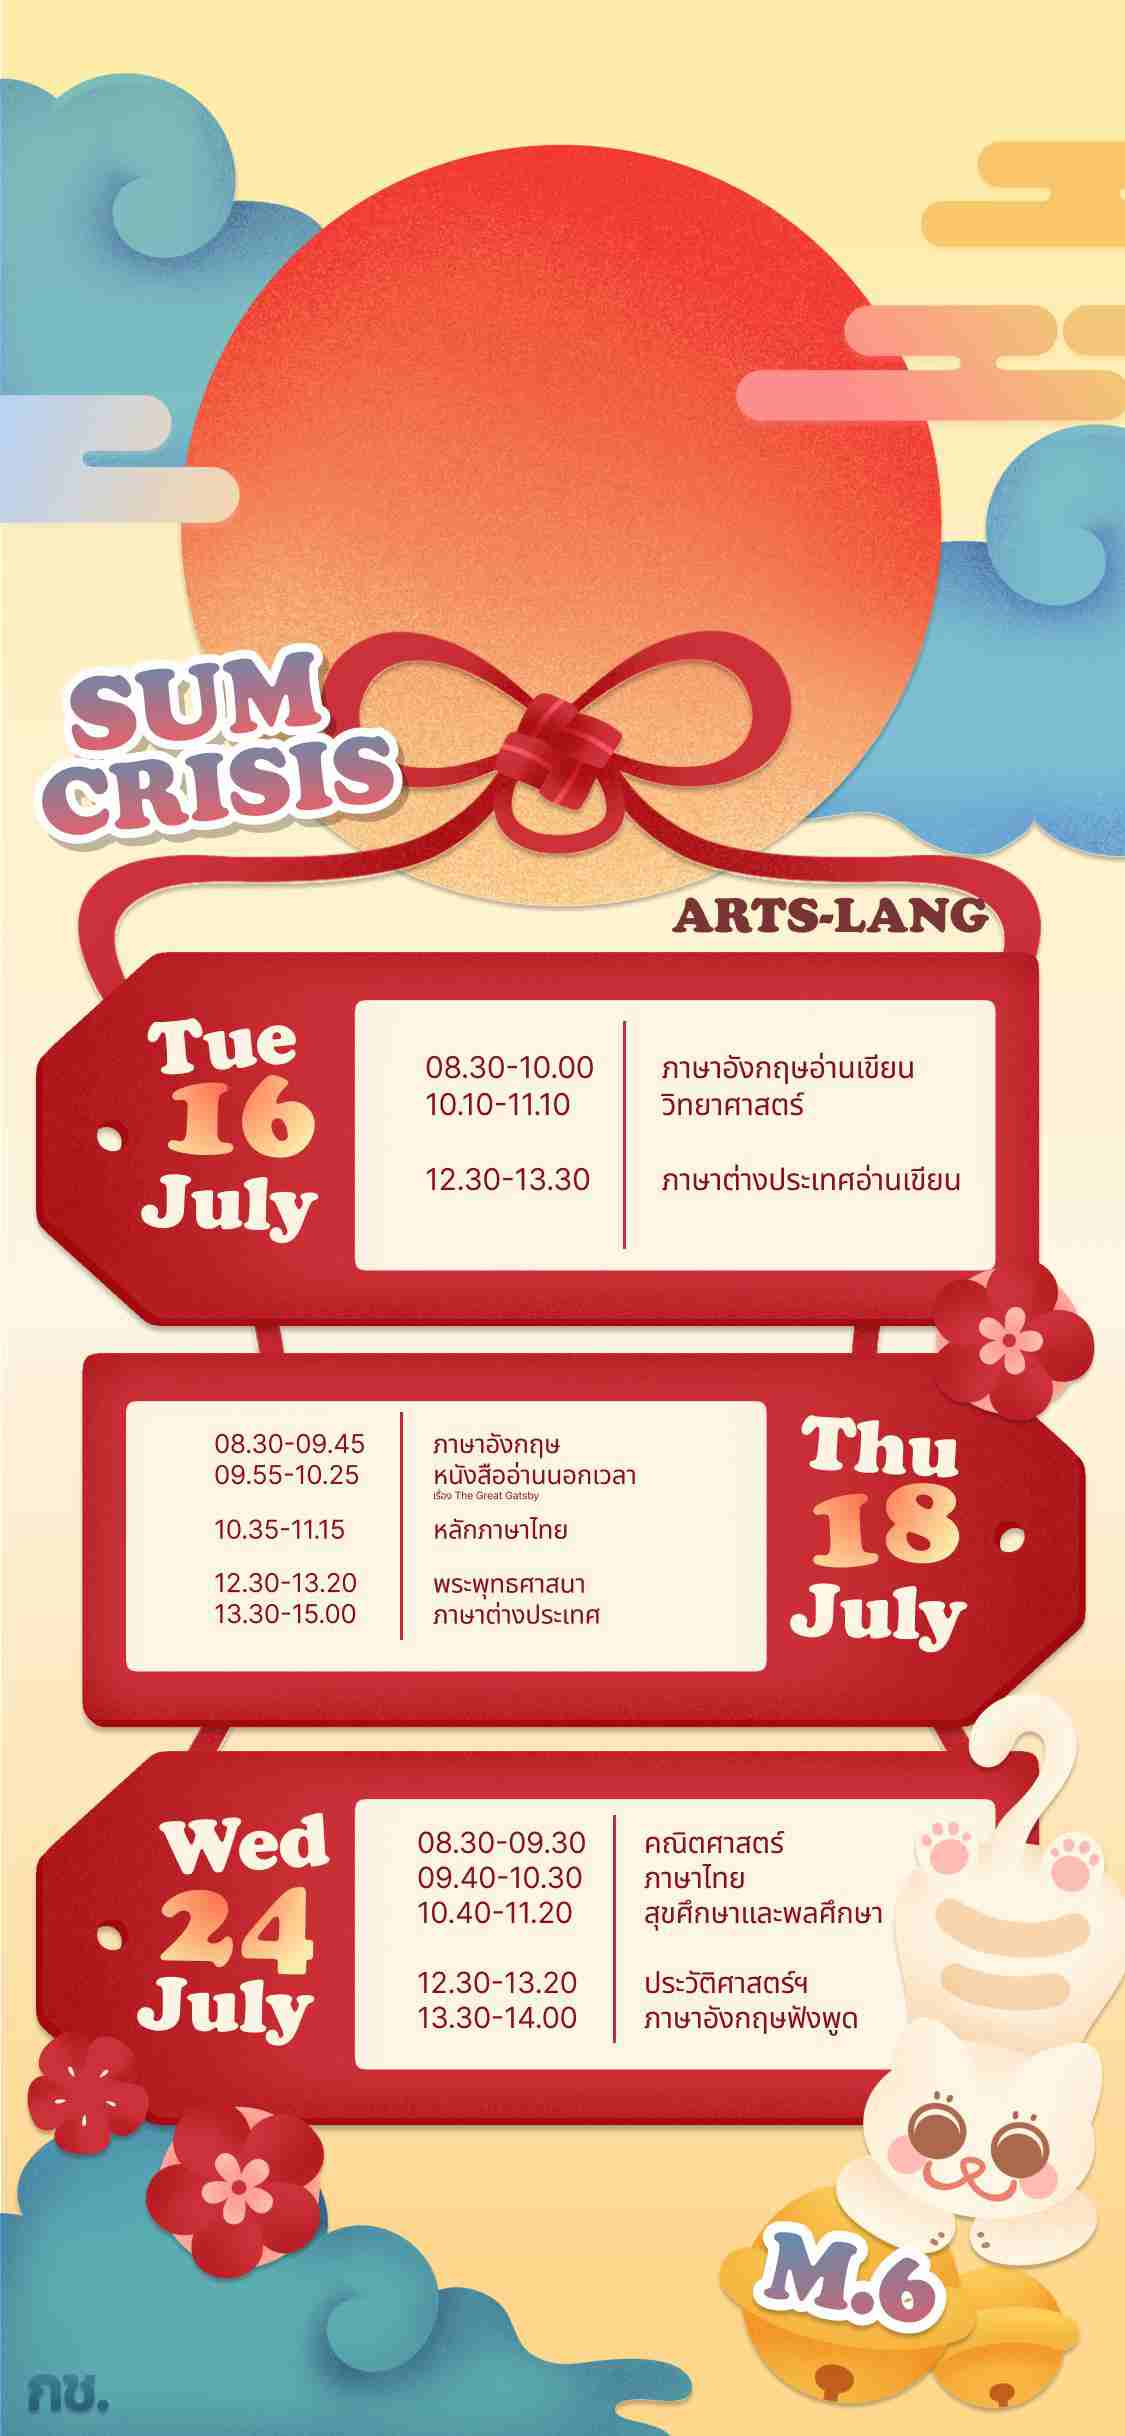 SUM
CRISIS
ARTS-LANG
Tue
16
July
08.30-10.00 ภาษาอังกฤษอ่านเขียน
10.10-11.10 วิทยาศาสตร์
12.30-13.30 ภาษาต่างประเทศอ่านเขียน
08.30-09.45 ภาษาอังกฤษ
09.55-10.25 หนังสืออ่านนอกเวลา
เรื่อง The Great Gatsby
10.35-11.15 หลักภาษาไทย
12.30-13.20 พระพุทธศาสนา
13.30-15.00 ภาษาต่างประเทศ
Thu
18
July
Wed
24
July
08.30-09.30 คณิตศาสตร์
09.40-10.30 ภาษาไทย
10.40-11.20 สุขศึกษาและพลศึกษา
12.30-13.20 ประวัติศาสตร์ฯ
13.30-14.00 ภาษาอังกฤษฟังพูด
M.6
กช.